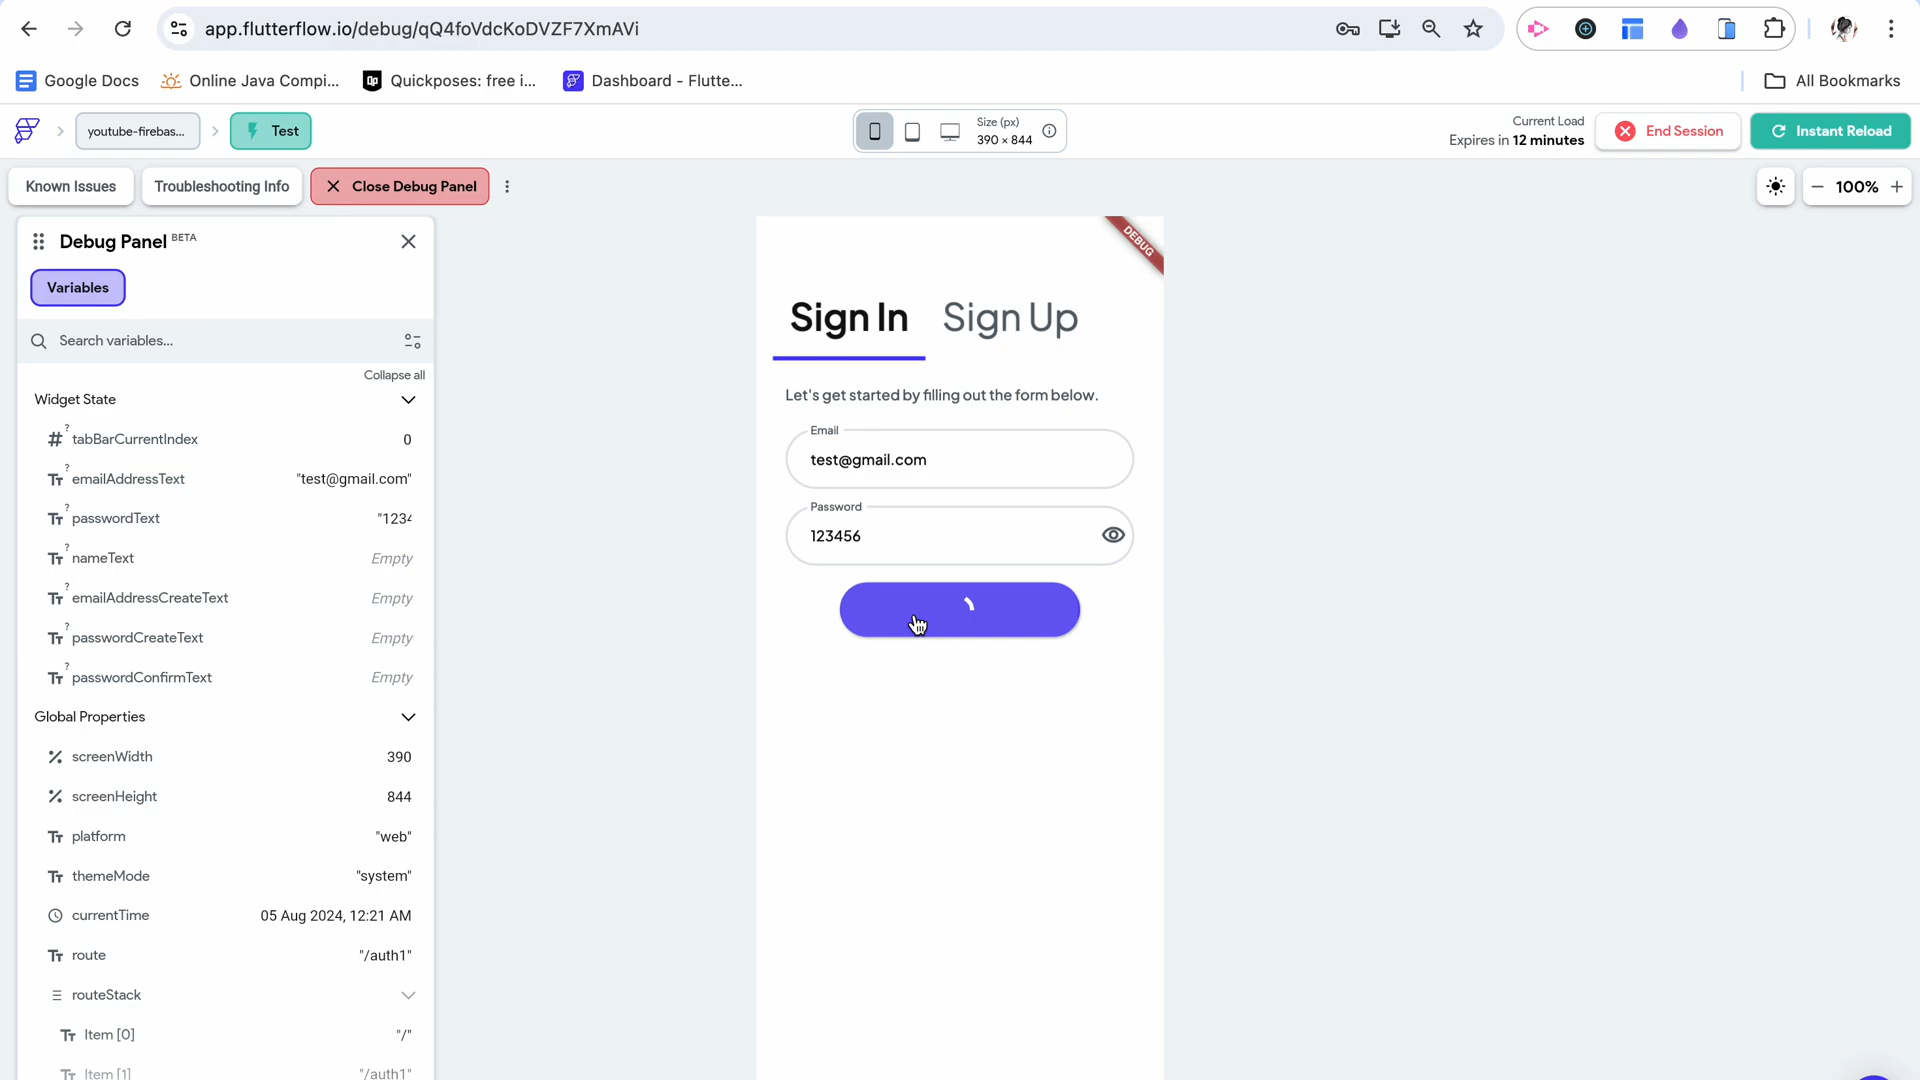 app.flutterflow.io/debug/qQ4foVdcKoDVZF7XmAVi
Google Docs
Online Java Compi...
Quickposes: free i...
Dashboard - Flutte...
All Bookmarks
youtube-firebas...
Test
Size (px)
390 × 844
Current Load
Expires in 12 minutes
End Session
Instant Reload
Known Issues
Troubleshooting Info
Close Debug Panel
100%
Debug Panel BETA
Variables
Search variables...
Collapse all
Widget State
tabBarCurrentIndex 0
emailAddressText "test@gmail.com"
passwordText "1234
nameText Empty
emailAddressCreateText Empty
passwordCreateText Empty
passwordConfirmText Empty
Global Properties
screenWidth 390
screenHeight 844
platform "web"
themeMode "system"
currentTime 05 Aug 2024, 12:21 AM
route "/auth1"
routeStack
Item [0] "/"
Item [1] "/auth1"
DEBUG
Sign In Sign Up
Let's get started by filling out the form below.
Email
test@gmail.com
Password
123456